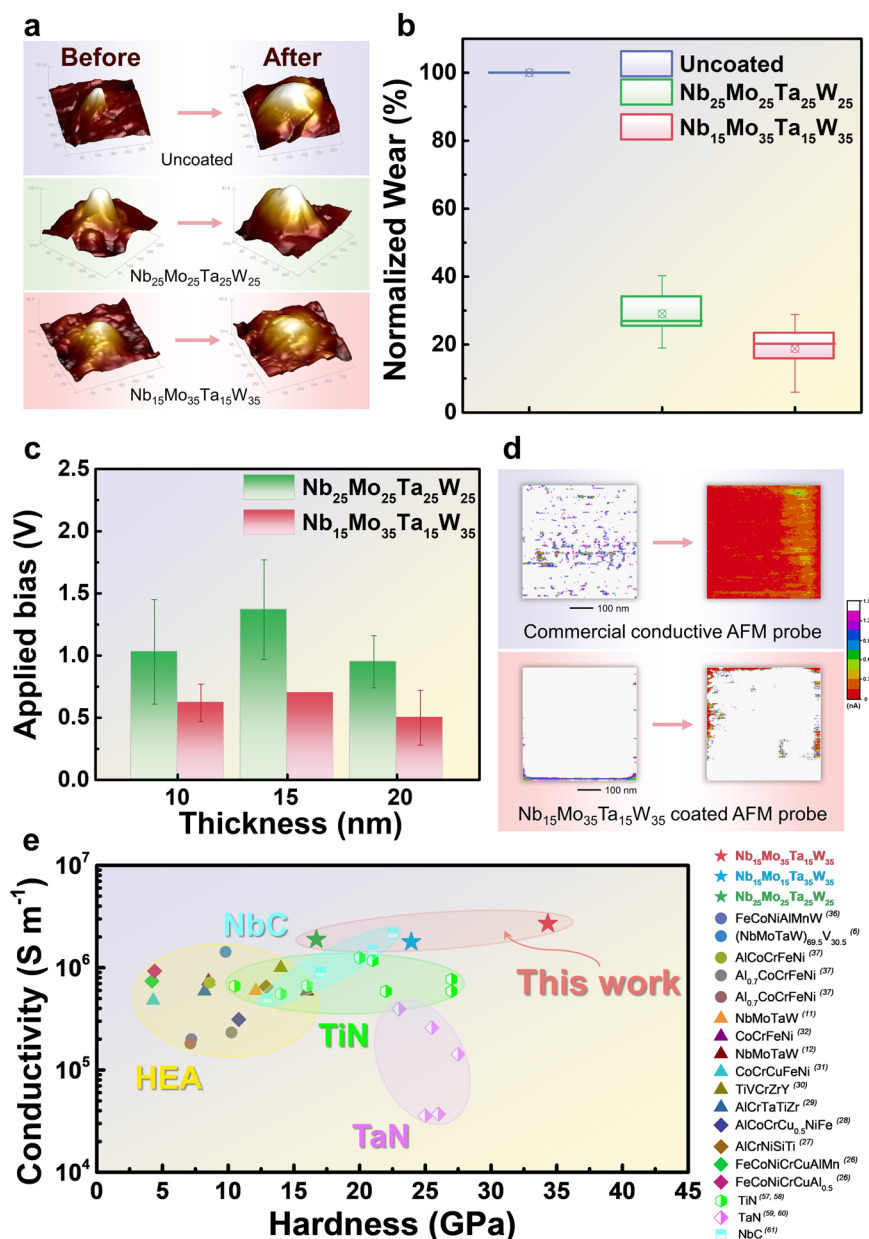 a
Before After
Uncoated
Nb25Mo25Ta25W25
Nb15Mo35Ta15W35
b
Normalized Wear (%)
100
80
60
40
20
0
Uncoated
Nb25Mo25Ta25W25
Nb15Mo35Ta15W35
c
Applied bias (V)
2.5
2.0
1.5
1.0
0.5
0.0
Nb25Mo25Ta25W25
Nb15Mo35Ta15W35
10 15 20
Thickness (nm)
d
100 nm
Commercial conductive AFM probe
100 nm
Nb15Mo35Ta15W35 coated AFM probe
(nA)
e
Conductivity (S m-1)
10^7
10^6
10^5
10^4
NbC
This work
TiN
HEA
TaN
0 5 10 15 20 25 30 35 40 45
Hardness (GPa)
Nb15Mo35Ta15W35
Nb15Mo15Ta35W35
Nb25Mo25Ta25W25
FeCoNiAlMnW (36)
(NbMoTaW)69.5V30.5 (6)
AlCoCrFeNi (37)
Al0.7CoCrFeNi (37)
Al0.7CoCrFeNi (37)
NbMoTaW (11)
CoCrFeNi (32)
NbMoTaW (12)
CoCrCuFeNi (31)
TiVCrZrY (30)
AlCrTaTiZr (29)
AlCoCrCu0.5NiFe (28)
AlCrNiSiTi (27)
FeCoNiCrCuAlMn (26)
FeCoNiCrCuAl0.5 (26)
TiN (57, 58)
TaN (59, 60)
NbC (61)